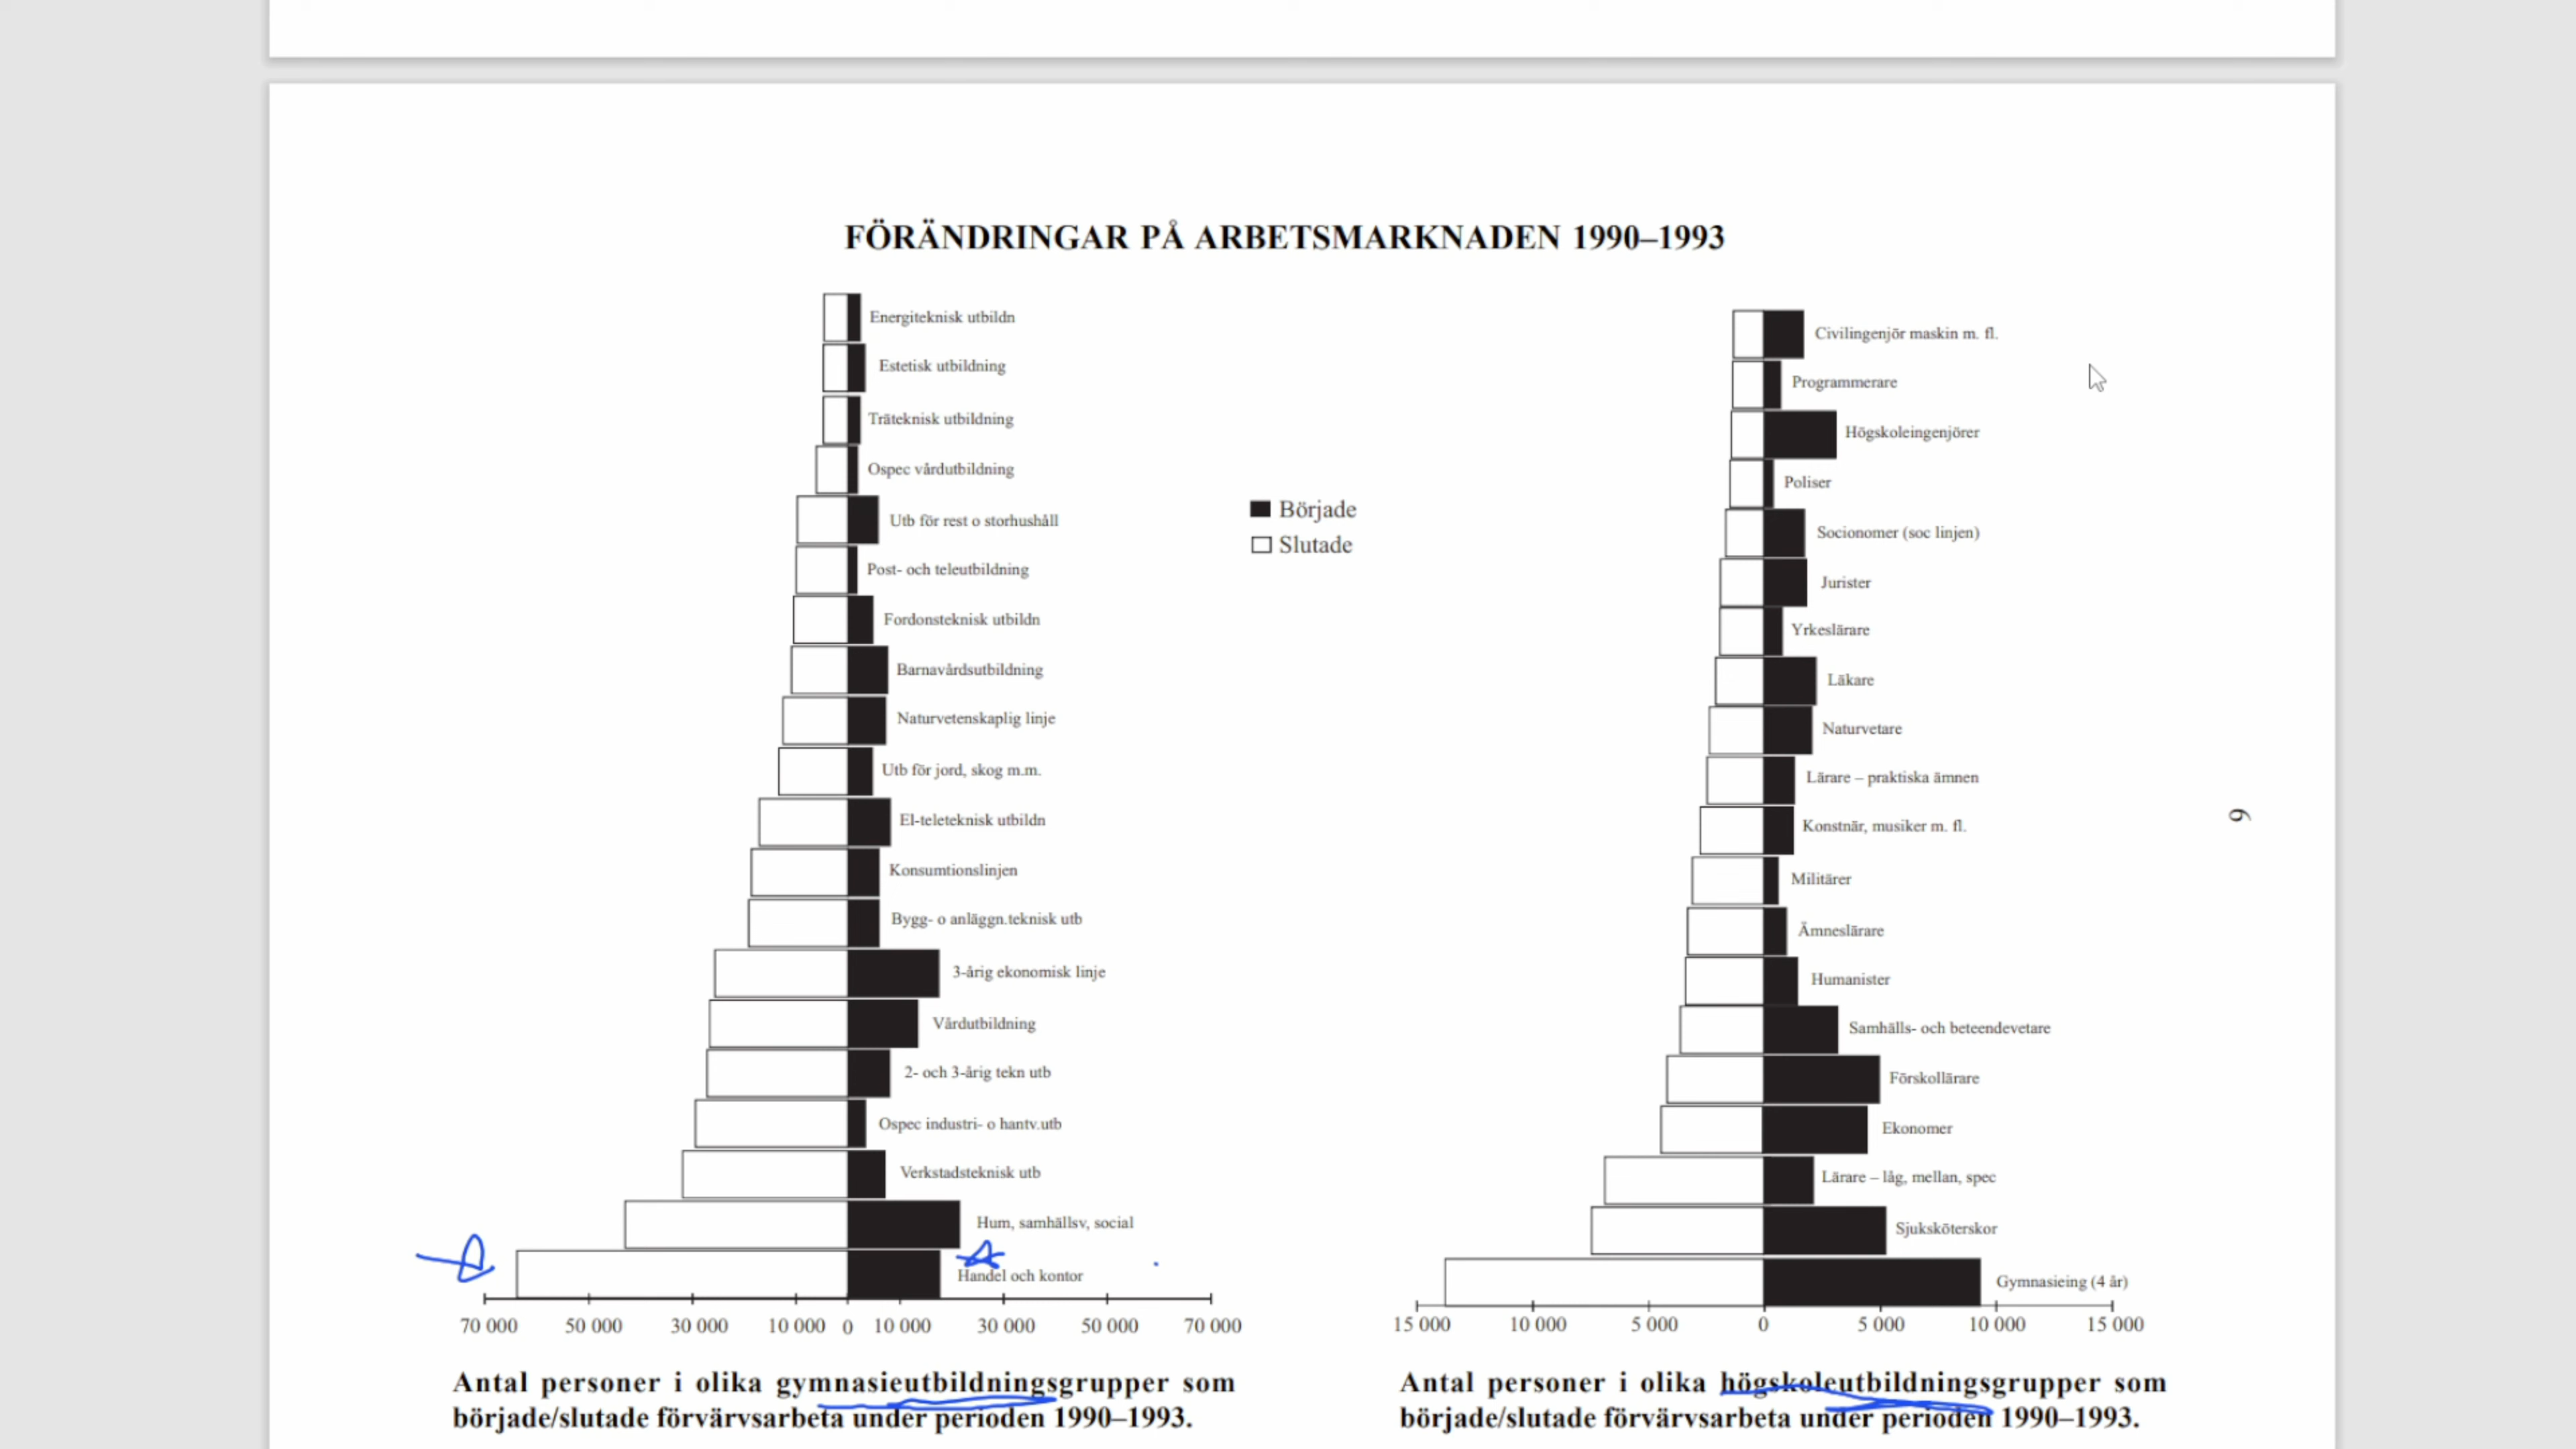 FÖRÄNDRINGAR PÅ ARBETSMARKNADEN 1990–1993
Energiteknisk utbildn
Estetisk utbildning
Träteknisk utbildning
Ospec vårdutbildning
Utb för rest o storhushåll
Post- och teleutbildning
Fordonsteknisk utbildn
Barnavårdsutbildning
Naturvetenskaplig linje
Utb för jord, skog m.m.
El-teleteknisk utbildn
Konsumtionslinjen
Bygg- o anläggn.teknisk utb
3-årig ekonomisk linje
Vårdutbildning
2- och 3-årig tekn utb
Ospec industri- o hantv.utb
Verkstadsteknisk utb
Hum, samhällsv, social
Handel och kontor
70 000 50 000 30 000 10 000 0 10 000 30 000 50 000 70 000
Antal personer i olika gymnasieutbildningsgrupper som
började/slutade förvärvsarbeta under perioden 1990–1993.
Började
Slutade
Civilingenjör maskin m. fl.
Programmerare
Högskoleingenjörer
Poliser
Socionomer (soc linjen)
Jurister
Yrkeslärare
Läkare
Naturvetare
Lärare – praktiska ämnen
Konstnär, musiker m. fl.
Militärer
Ämneslärare
Humanister
Samhälls- och beteendevetare
Förskollärare
Ekonomer
Lärare – låg, mellan, spec
Sjuksköterskor
Gymnasieing (4 år)
15 000 10 000 5 000 0 5 000 10 000 15 000
Antal personer i olika högskoleutbildningsgrupper som
började/slutade förvärvsarbeta under perioden 1990–1993.
9